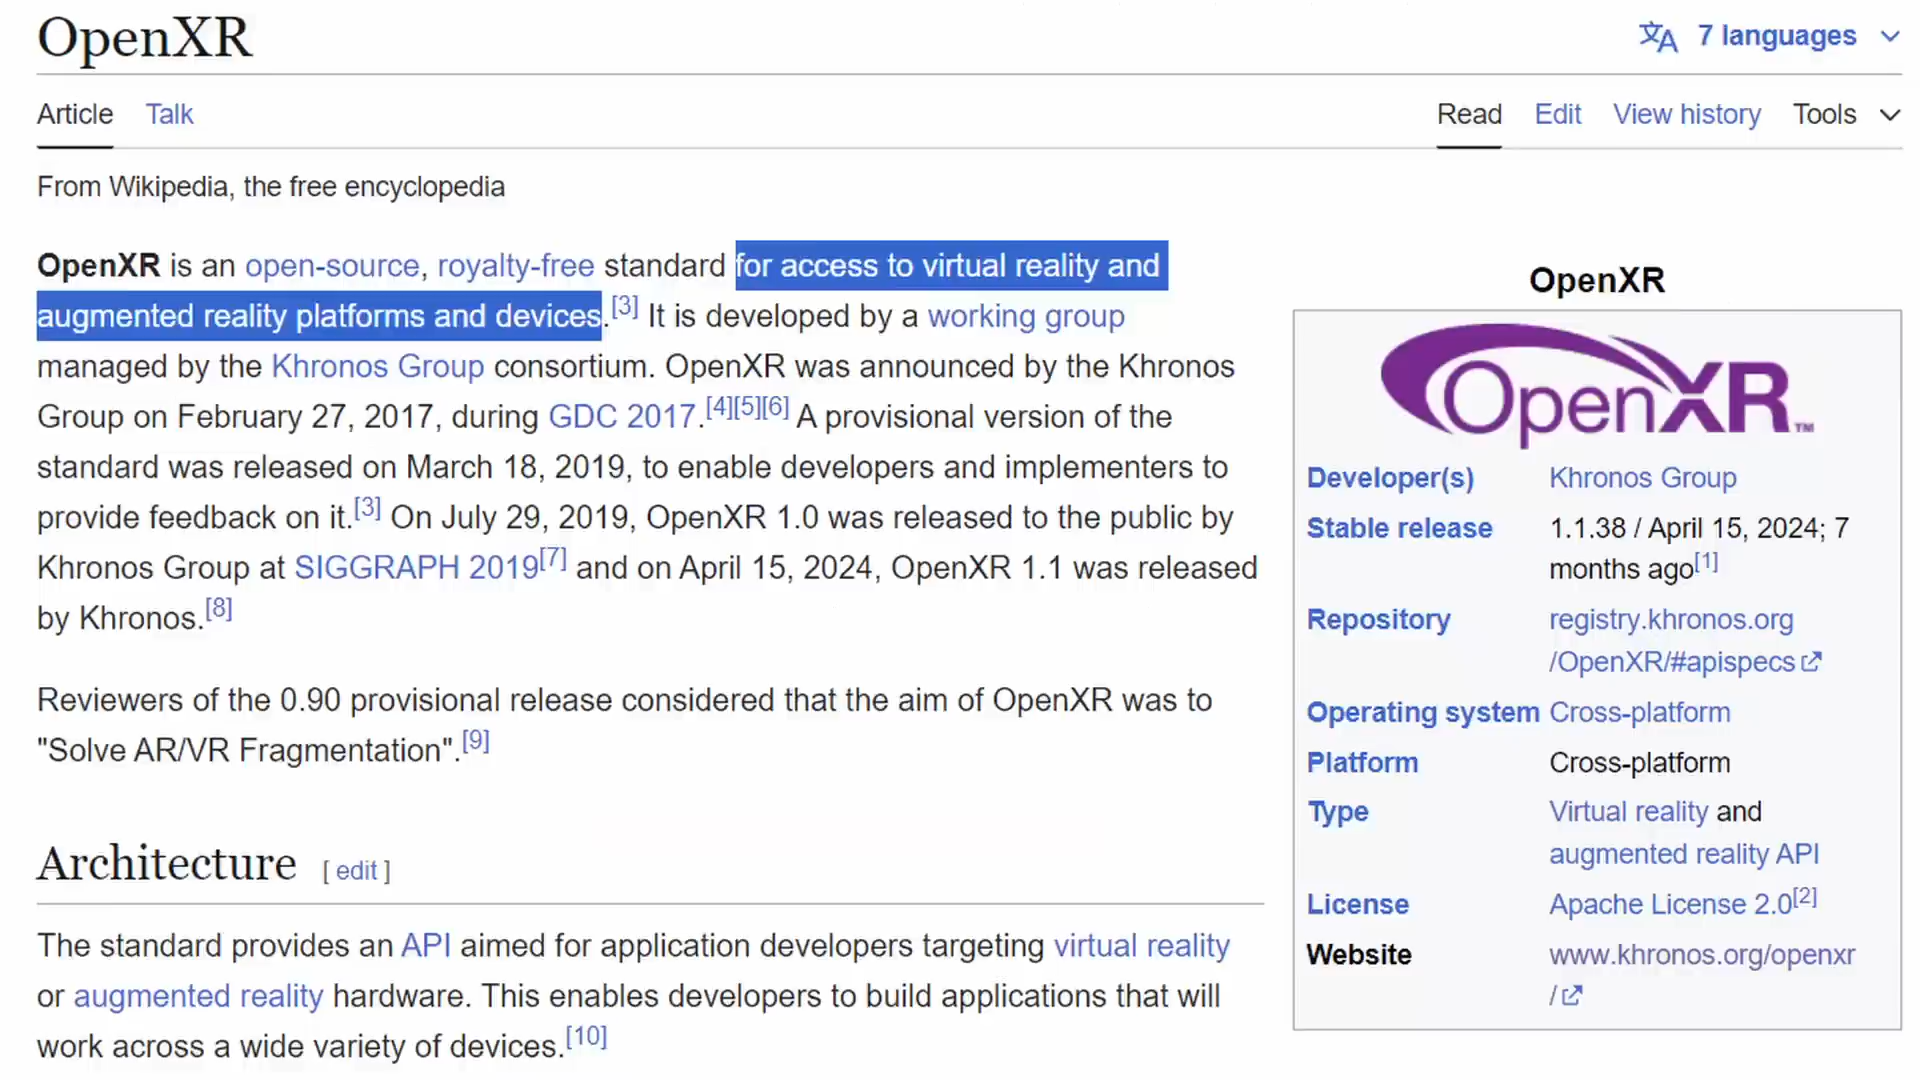 OpenXR
7 languages
Article Talk
Read Edit View history Tools
From Wikipedia, the free encyclopedia
OpenXR is an open-source, royalty-free standard for access to virtual reality and
augmented reality platforms and devices.[3] It is developed by a working group
managed by the Khronos Group consortium. OpenXR was announced by the Khronos
Group on February 27, 2017, during GDC 2017.[4][5][6] A provisional version of the
standard was released on March 18, 2019, to enable developers and implementers to
provide feedback on it.[3] On July 29, 2019, OpenXR 1.0 was released to the public by
Khronos Group at SIGGRAPH 2019[7] and on April 15, 2024, OpenXR 1.1 was released
by Khronos.[8]
Reviewers of the 0.90 provisional release considered that the aim of OpenXR was to
"Solve AR/VR Fragmentation".[9]
Architecture [ edit ]
The standard provides an API aimed for application developers targeting virtual reality
or augmented reality hardware. This enables developers to build applications that will
work across a wide variety of devices.[10]
OpenXR
OpenXR™
Developer(s) Khronos Group
Stable release 1.1.38 / April 15, 2024; 7
months ago[1]
Repository registry.khronos.org
/OpenXR/#apispecs
Operating system Cross-platform
Platform Cross-platform
Type Virtual reality and
augmented reality API
License Apache License 2.0[2]
Website www.khronos.org/openxr
/